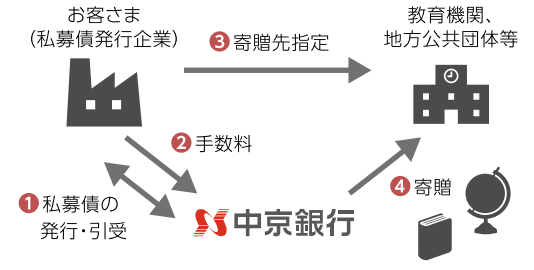 お客さま
（私募債発行企業）
教育機関、
地方公共団体等
3 寄贈先指定
2 手数料
1 私募債の
発行・引受
中京銀行
4 寄贈